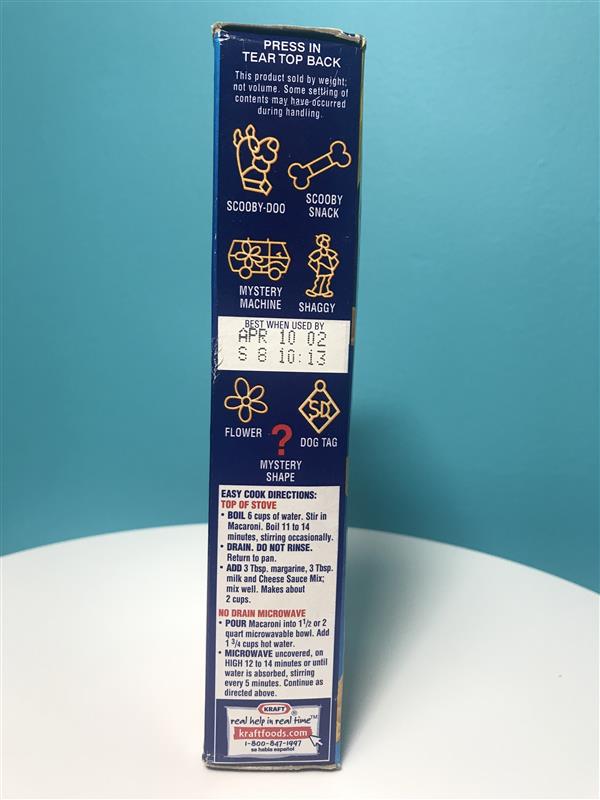 PRESS IN
TEAR TOP BACK
This product sold by weight;
not volume. Some settling of
contents may have occurred
during handling.
SCOOBY-DOO
SCOOBY
SNACK
MYSTERY
MACHINE
SHAGGY
BEST WHEN USED BY
APR 10 02
S 8 10:13
FLOWER
SD
DOG TAG
?
MYSTERY
SHAPE
EASY COOK DIRECTIONS:
TOP OF STOVE
• BOIL 6 cups of water. Stir in
Macaroni. Boil 11 to 14
minutes, stirring occasionally.
• DRAIN. DO NOT RINSE.
Return to pan.
• ADD 3 Tbsp. margarine, 3 Tbsp.
milk and Cheese Sauce Mix;
mix well. Makes about
2 cups.
NO DRAIN MICROWAVE
• POUR Macaroni into 1 1/2 or 2
quart microwavable bowl. Add
1 3/4 cups hot water.
• MICROWAVE uncovered, on
HIGH 12 to 14 minutes or until
water is absorbed, stirring
every 5 minutes. Continue as
directed above.
KRAFT®
real help in real time™
kraftfoods.com
1-800-847-1997
se habla español